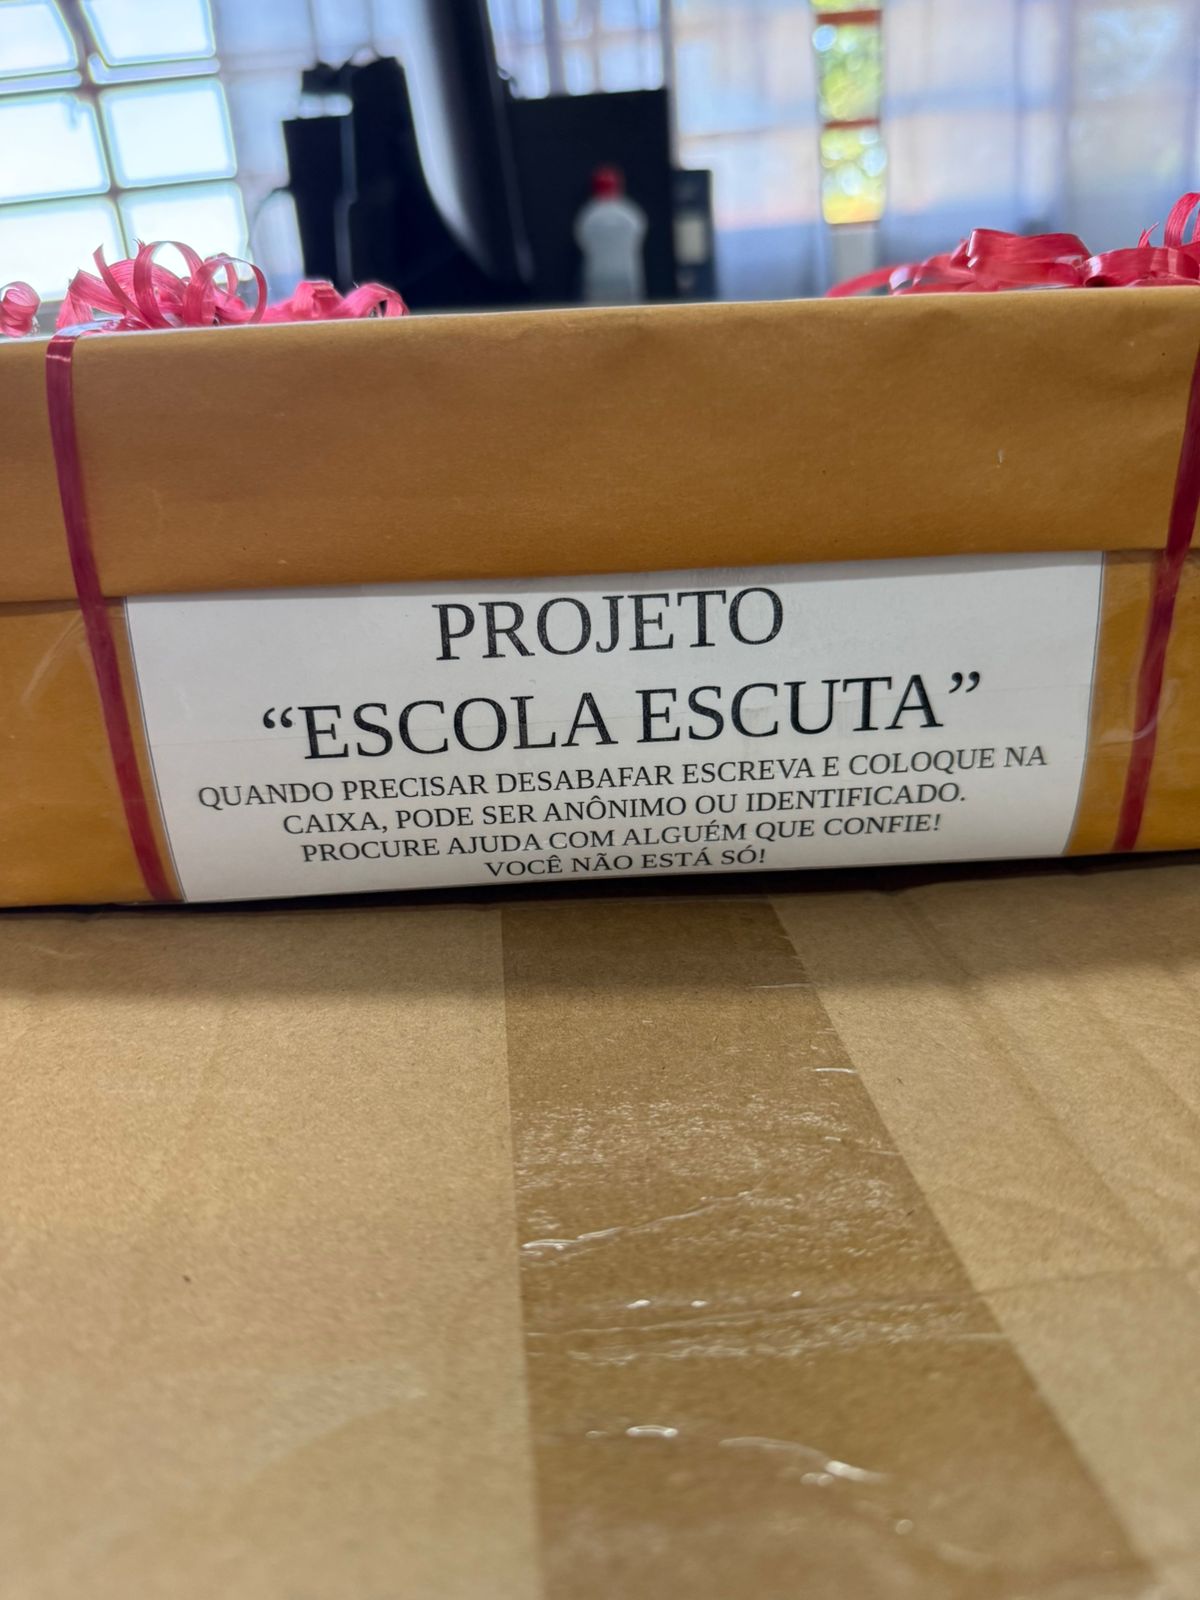 PROJETO
“ESCOLA ESCUTA”
QUANDO PRECISAR DESABAFAR ESCREVA E COLOQUE NA
CAIXA, PODE SER ANÔNIMO OU IDENTIFICADO.
PROCURE AJUDA COM ALGUÉM QUE CONFIE!
VOCÊ NÃO ESTÁ SÓ!